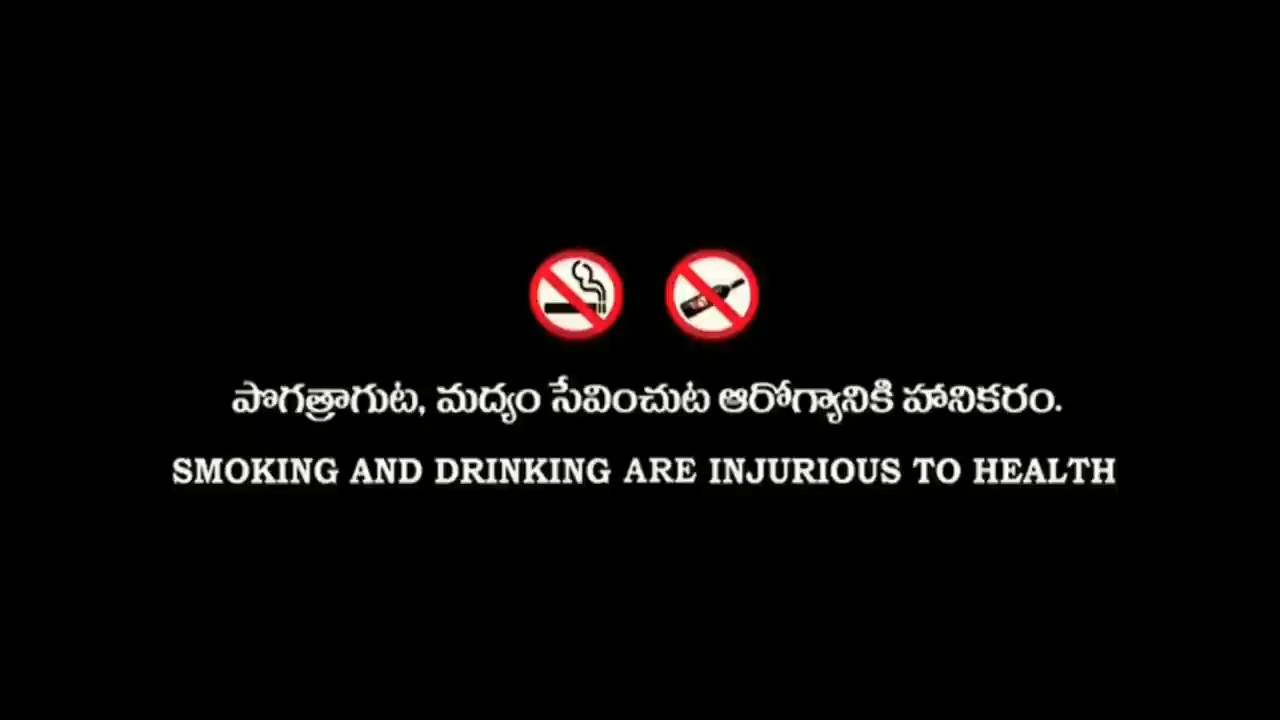 పొగత్రాగుట, మద్యం సేవించుట ఆరోగ్యానికి హానికరం.
SMOKING AND DRINKING ARE INJURIOUS TO HEALTH